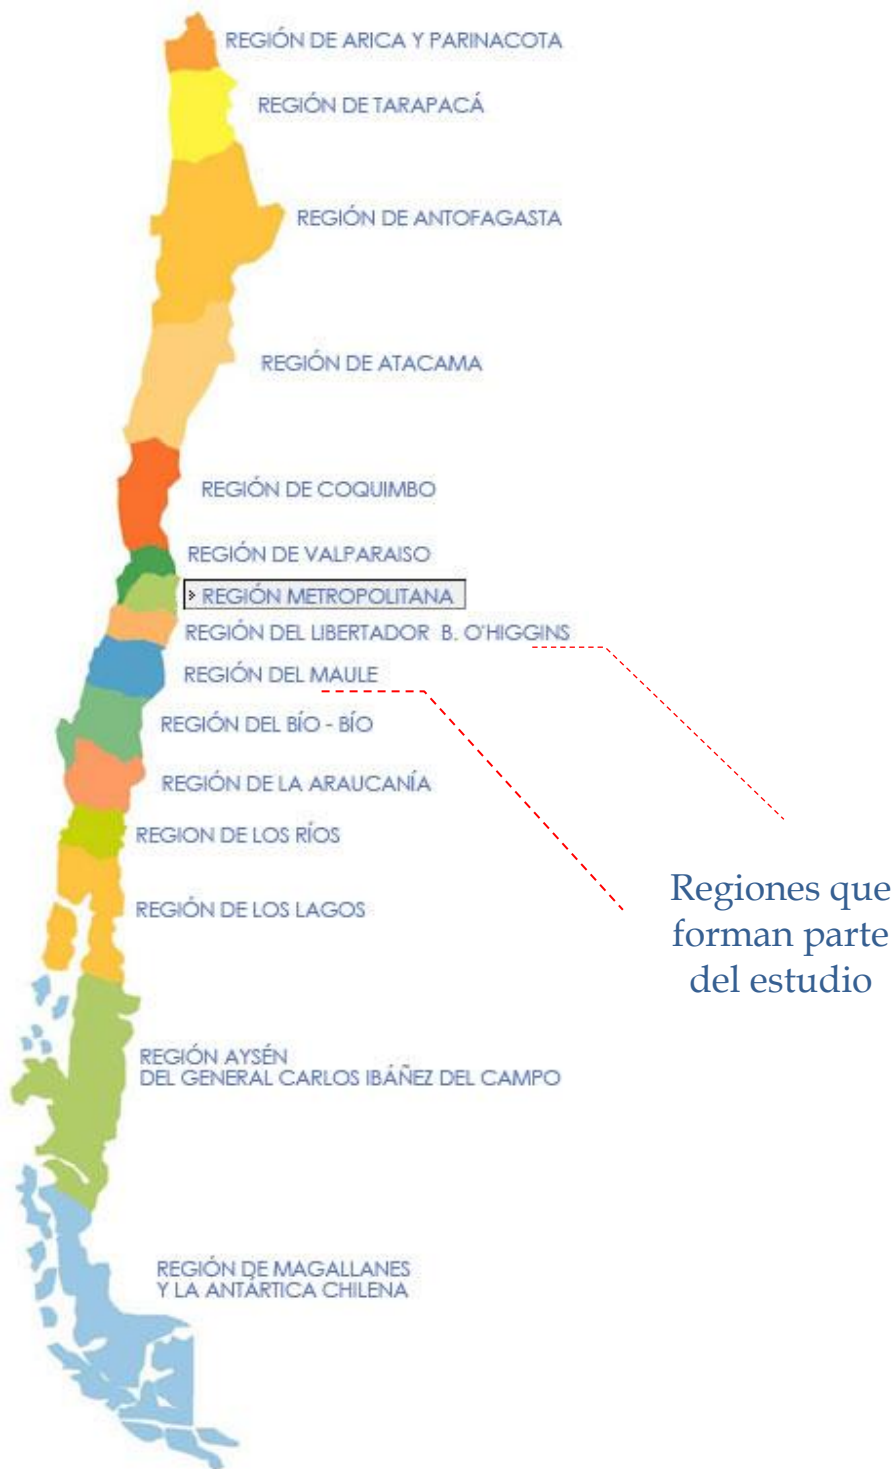 REGIÓN DE ARICA Y PARINACOTA
REGIÓN DE TARAPACÁ
REGIÓN DE ANTOFAGASTA
REGIÓN DE ATACAMA
REGIÓN DE COQUIMBO
REGIÓN DE VALPARAISO
REGIÓN METROPOLITANA
REGIÓN DEL LIBERTADOR B. O'HIGGINS
REGIÓN DEL MAULE
REGIÓN DEL BÍO - BÍO
REGIÓN DE LA ARAUCANÍA
REGION DE LOS RÍOS
REGIÓN DE LOS LAGOS
Regiones que
forman parte
del estudio
REGIÓN AYSÉN
DEL GENERAL CARLOS IBÁÑEZ DEL CAMPO
REGIÓN DE MAGALLANES
Y LA ANTÁRTICA CHILENA